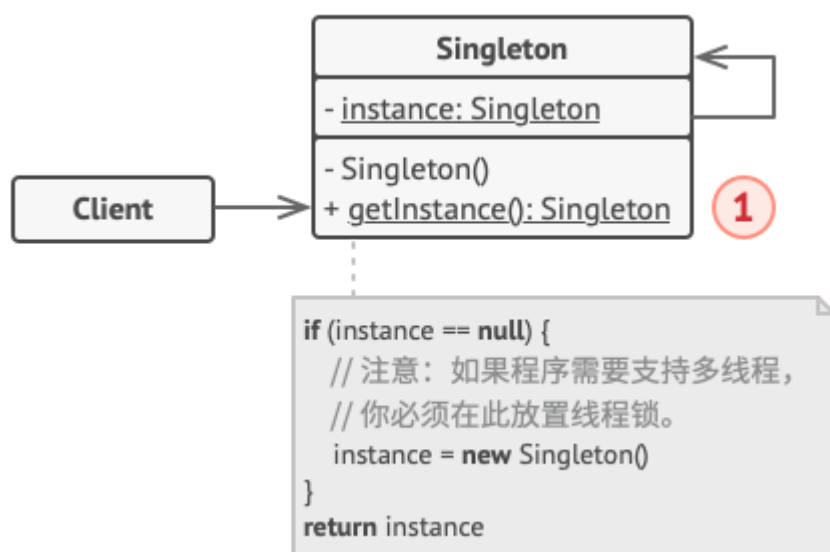 Singleton
- instance: Singleton
- Singleton()
+ getInstance(): Singleton
Client
1
if (instance == null) {
// 注意：如果程序需要支持多线程，
// 你必须在此放置线程锁。
instance = new Singleton()
}
return instance